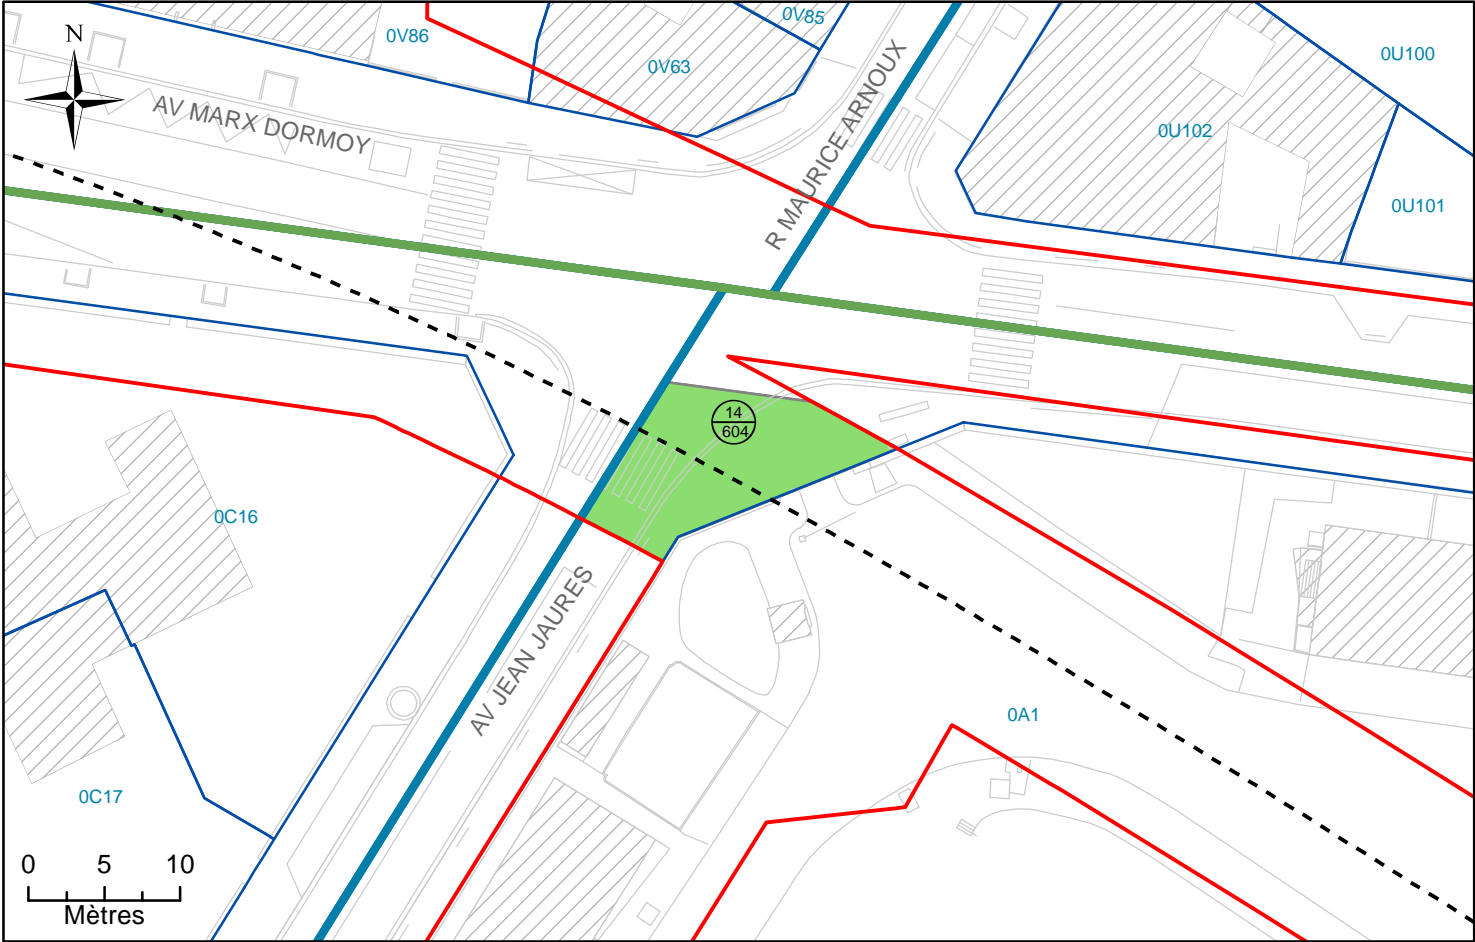 0V86
0V85
0V63
0U100
N
AV MARX DORMOY
R MAURICE ARNOUX
0U102
0U101
14
604
0C16
AV JEAN JAURES
0A1
0C17
0 5 10
Mètres